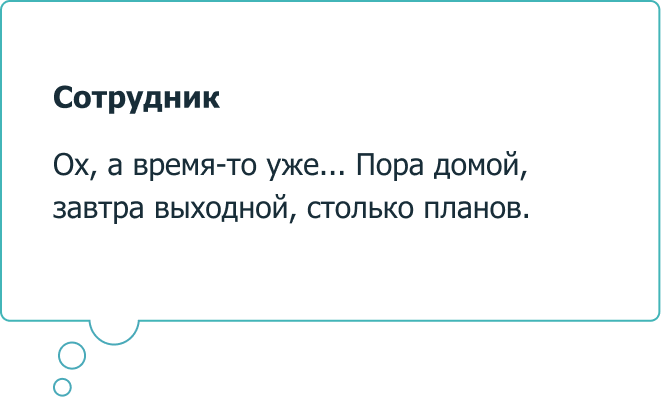 Сотрудник
Ох, а время-то уже... Пора домой,
завтра выходной, столько планов.